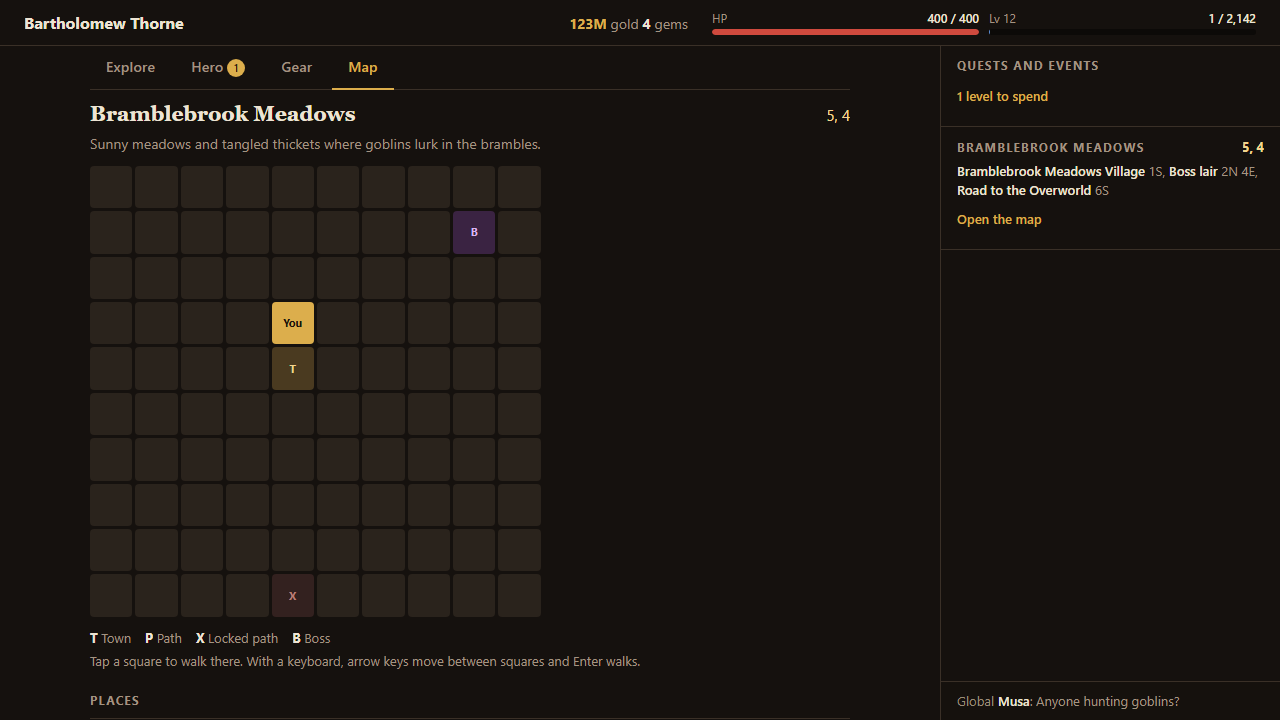 Bartholomew Thorne
123M gold 4 gems
HP 400 / 400
Lv 12 1 / 2,142
Explore Hero 1 Gear Map
Bramblebrook Meadows 5, 4
Sunny meadows and tangled thickets where goblins lurk in the brambles.
B
You
T
X
T Town P Path X Locked path B Boss
Tap a square to walk there. With a keyboard, arrow keys move between squares and Enter walks.
PLACES
QUESTS AND EVENTS
1 level to spend
BRAMBLEBROOK MEADOWS 5, 4
Bramblebrook Meadows Village 1S, Boss lair 2N 4E,
Road to the Overworld 6S
Open the map
Global Musa: Anyone hunting goblins?